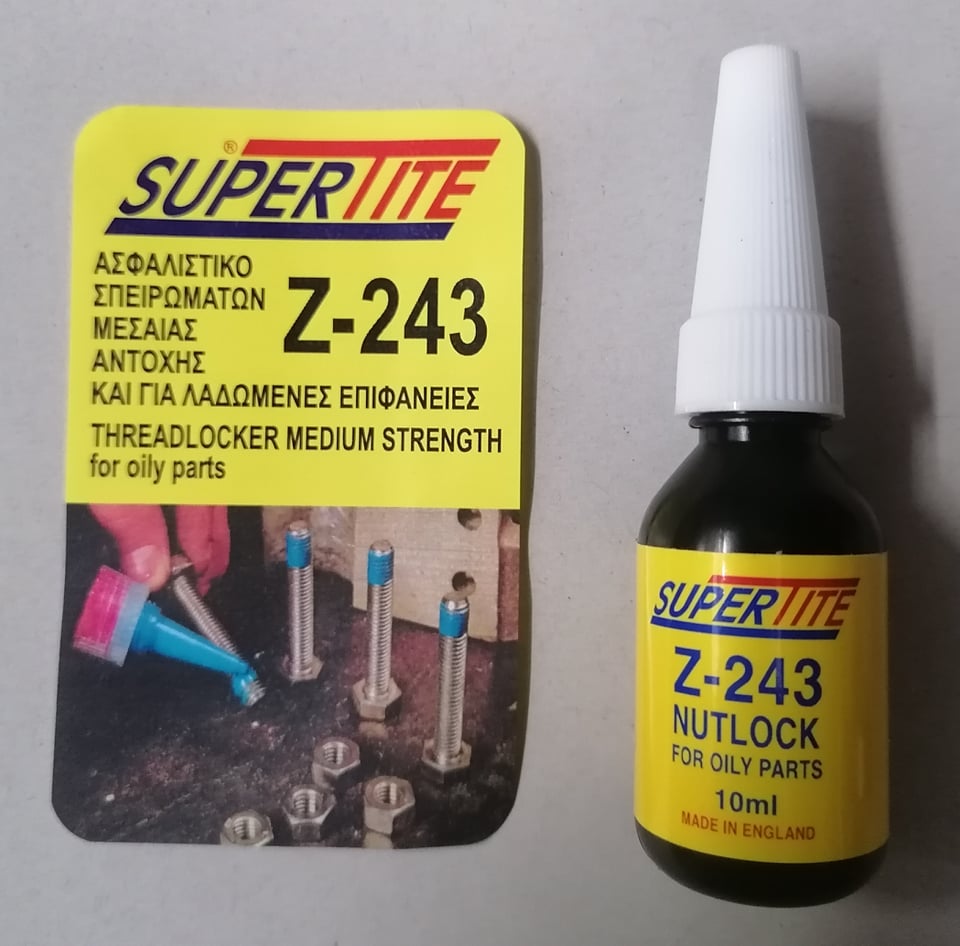 SUPERTITE®
ΑΣΦΑΛΙΣΤΙΚΟ
ΣΠΕΙΡΩΜΑΤΩΝ
ΜΕΣΑΙΑΣ
ΑΝΤΟΧΗΣ
Z-243
ΚΑΙ ΓΙΑ ΛΑΔΩΜΕΝΕΣ ΕΠΙΦΑΝΕΙΕΣ
THREADLOCKER MEDIUM STRENGTH
for oily parts
SUPERTITE
Z-243
NUTLOCK
FOR OILY PARTS
10ml
MADE IN ENGLAND